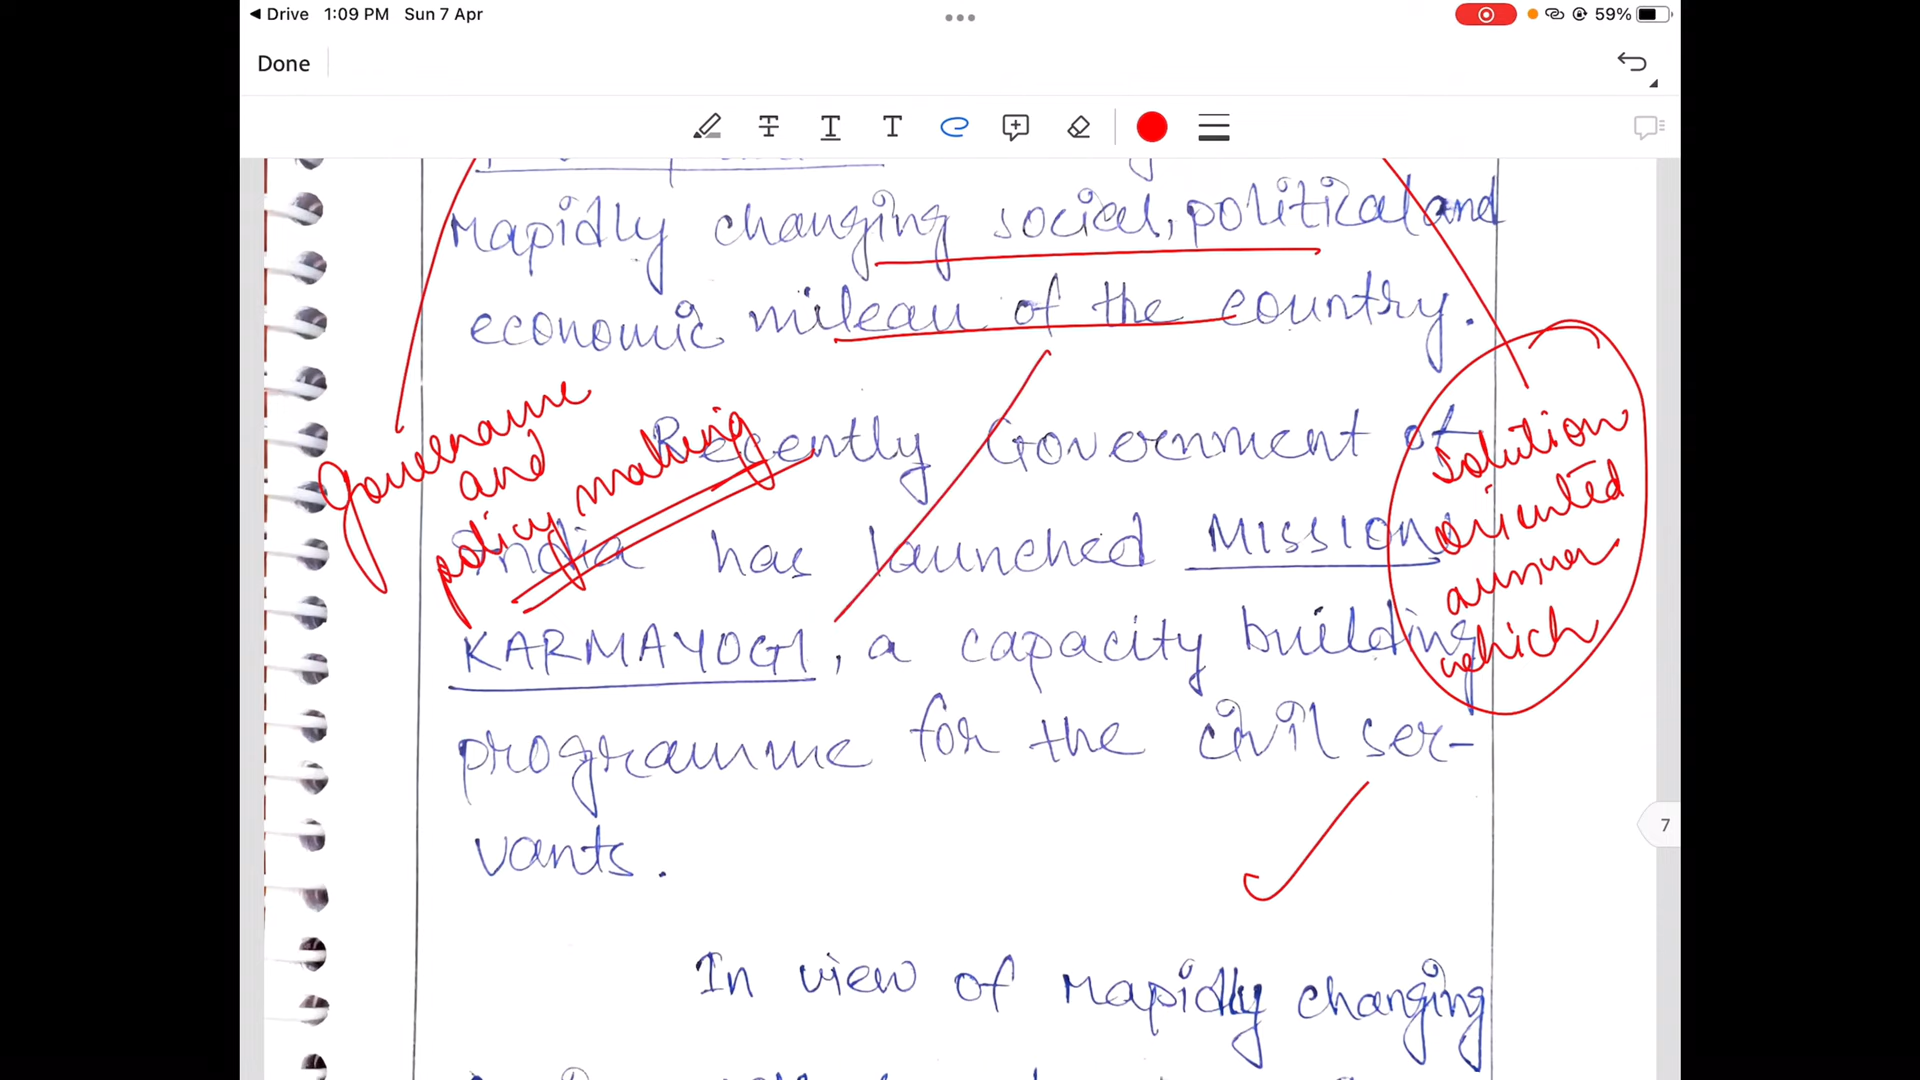 Drive 1:09 PM Sun 7 Apr
59%
Done
T T T
rapidly changing social, political and
economic mileau of the country.
Recently Government of
India has launched MISSION
KARMAYOGI, a capacity building
programme for the civil ser-
vants.
In view of rapidly changing
Governance
and
policy making
solution
oriented
answer
which
7